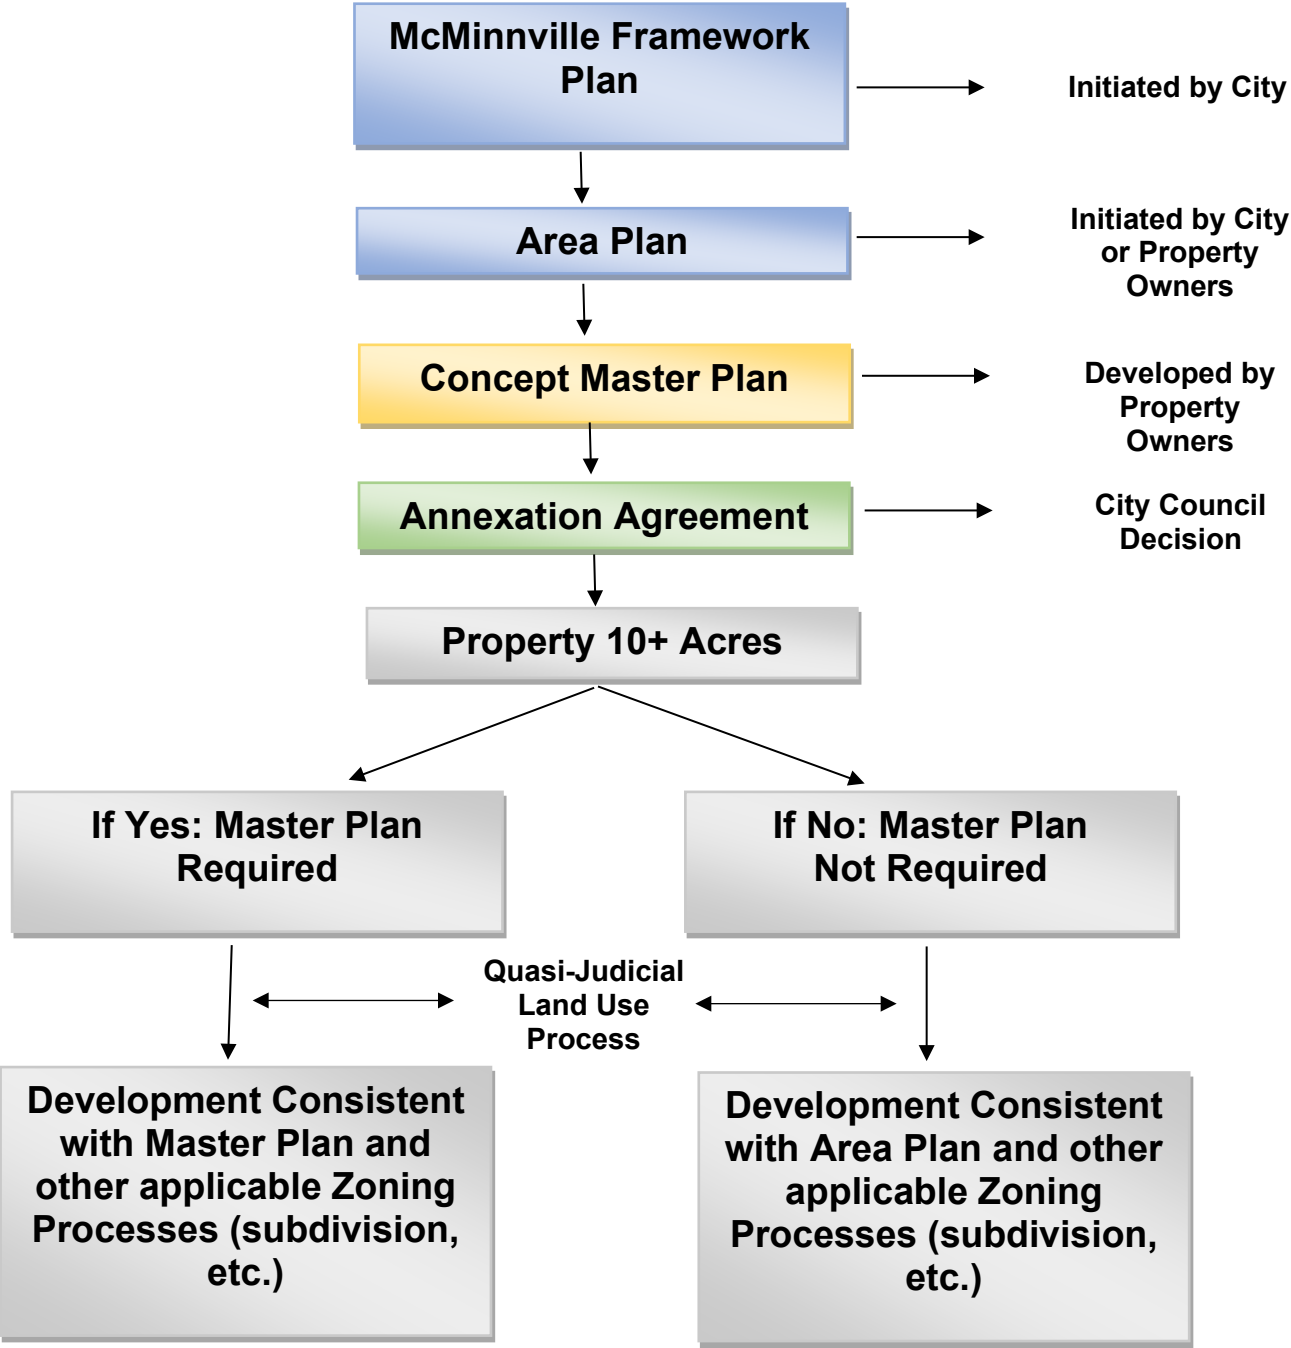 McMinnville Framework
Plan
Initiated by City
Area Plan
Initiated by City
or Property
Owners
Concept Master Plan
Developed by
Property
Owners
Annexation Agreement
City Council
Decision
Property 10+ Acres
If Yes: Master Plan
Required
If No: Master Plan
Not Required
Quasi-Judicial
Land Use
Process
Development Consistent
with Master Plan and
other applicable Zoning
Processes (subdivision,
etc.)
Development Consistent
with Area Plan and other
applicable Zoning
Processes (subdivision,
etc.)